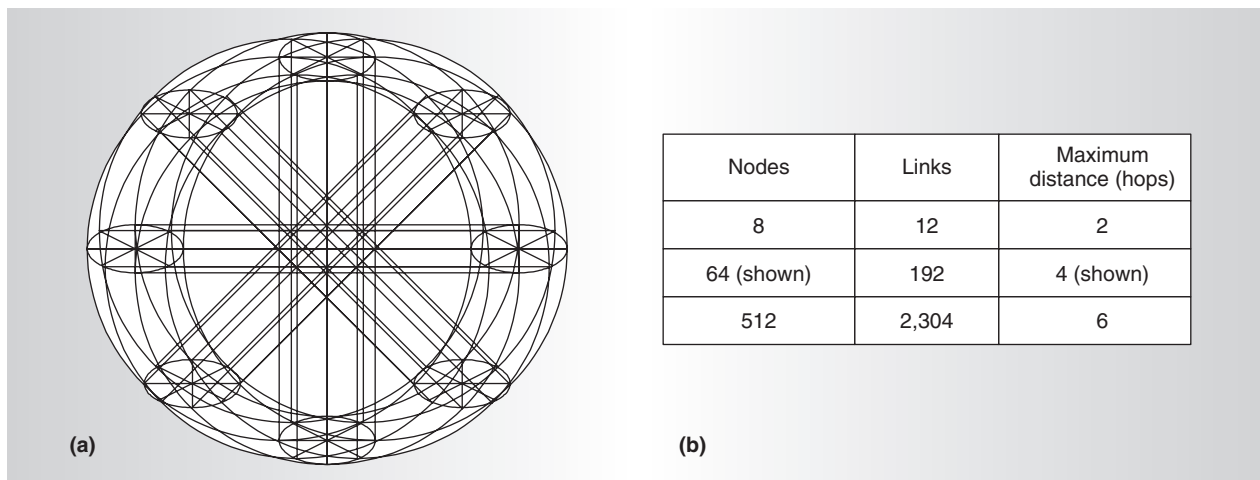 Nodes Links Maximum
distance (hops)
8 12 2
64 (shown) 192 4 (shown)
512 2,304 6
(a) (b)